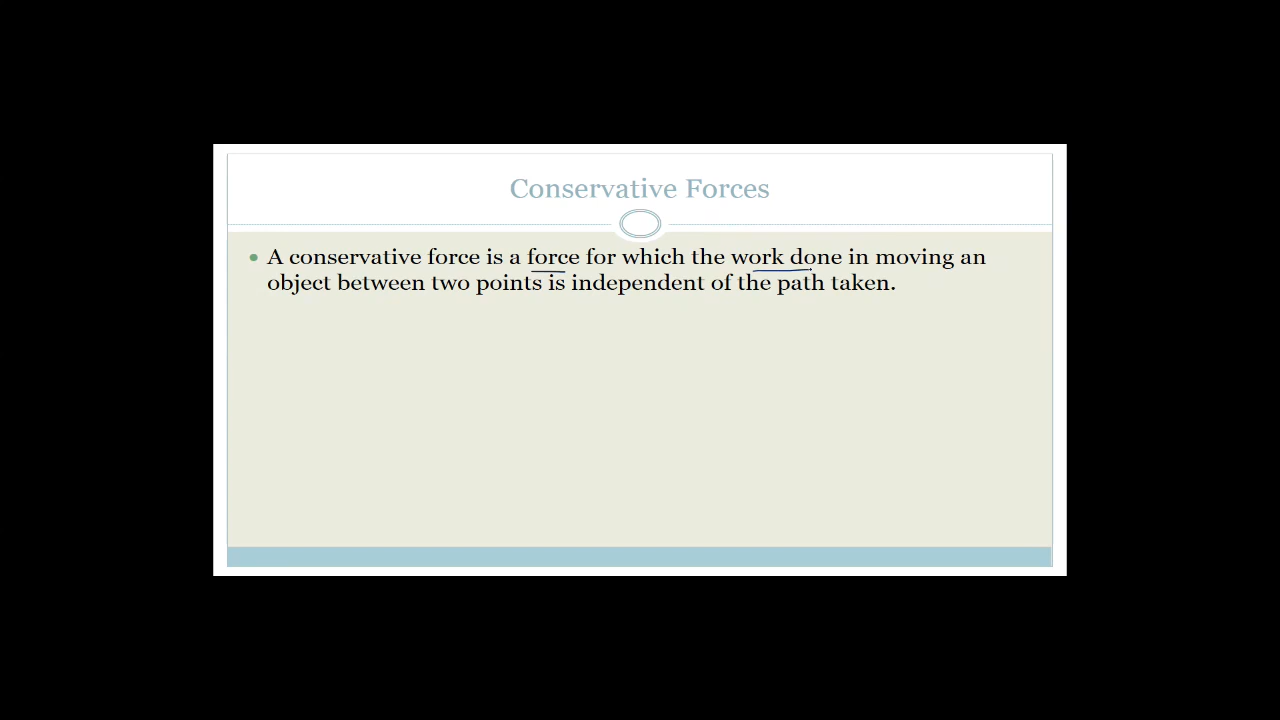 Conservative Forces
A conservative force is a force for which the work done in moving an
object between two points is independent of the path taken.